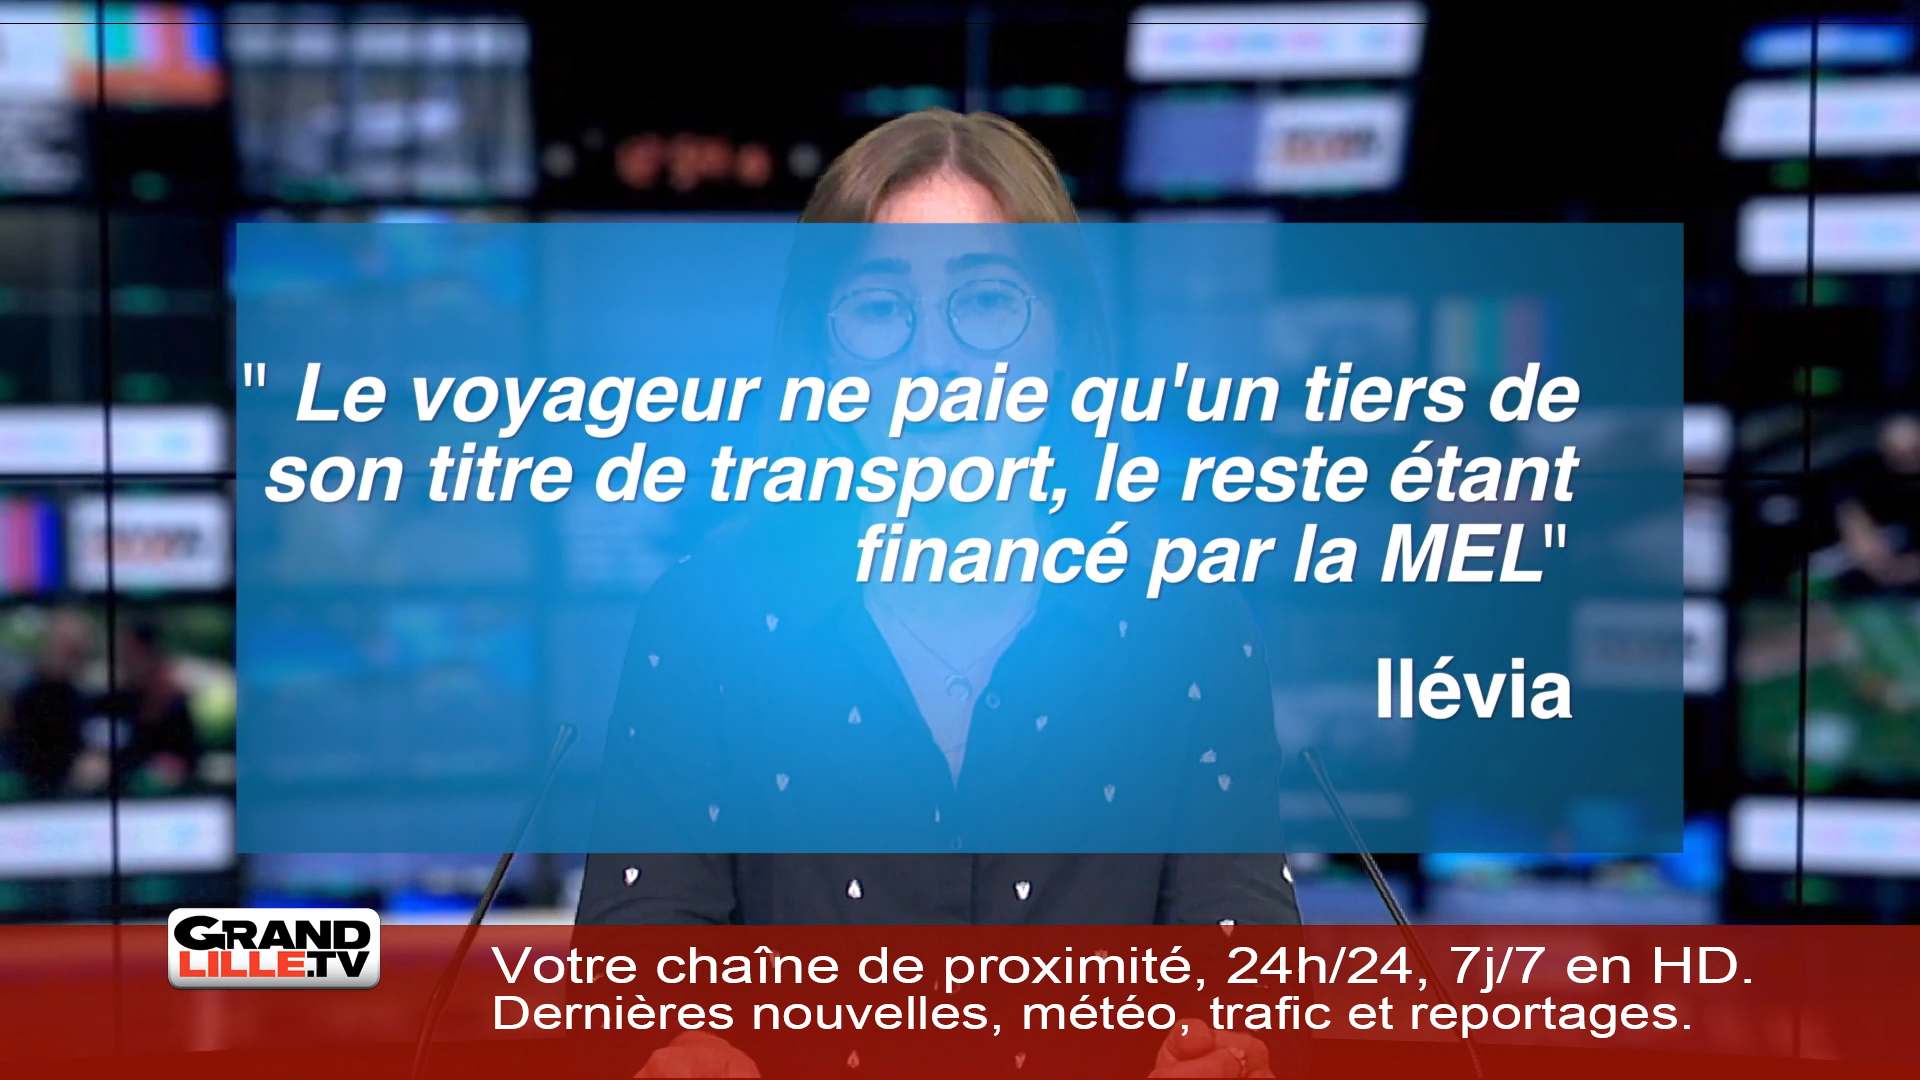 " Le voyageur ne paie qu'un tiers de
son titre de transport, le reste étant
financé par la MEL"
Ilévia
GRAND
LILLE.TV
Votre chaîne de proximité, 24h/24, 7j/7 en HD.
Dernières nouvelles, météo, trafic et reportages.